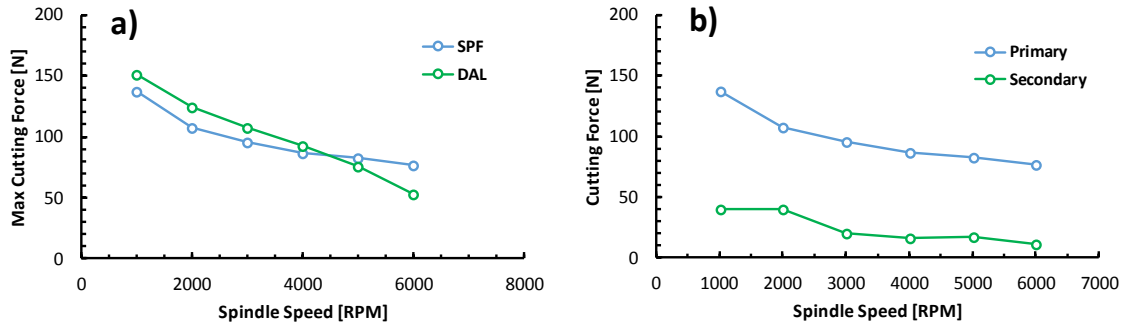 a)
200
150
100
50
0
Max Cutting Force [N]
SPF
DAL
0 2000 4000 6000 8000
Spindle Speed [RPM]
b)
200
150
100
50
0
Cutting Force [N]
Primary
Secondary
0 1000 2000 3000 4000 5000 6000 7000
Spindle Speed [RPM]